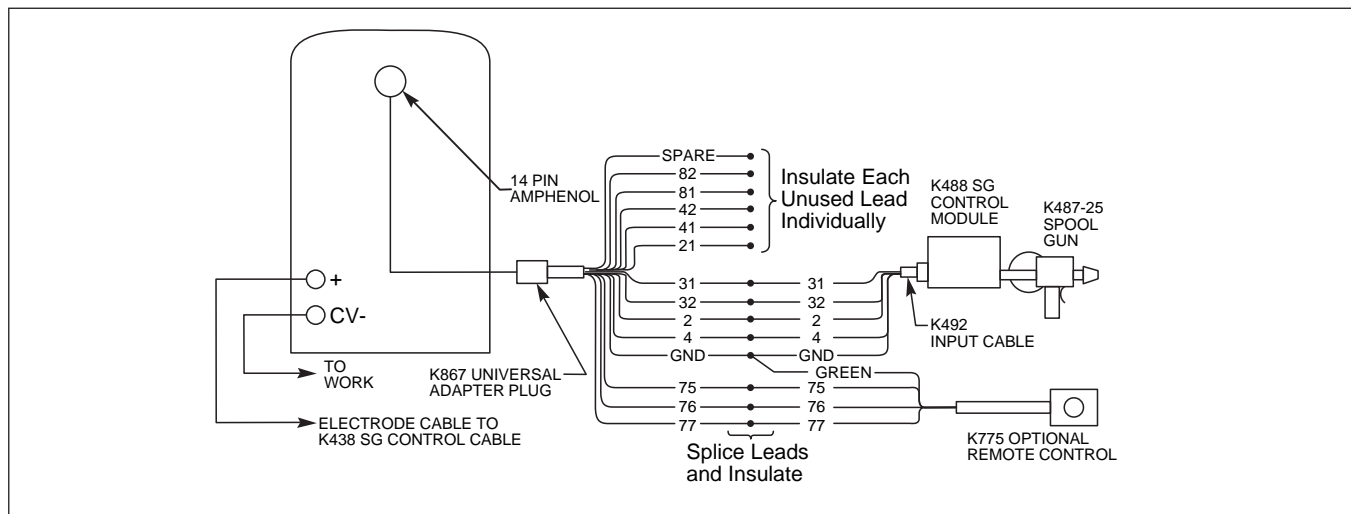 14 PIN
AMPHENOL
+
CV-
TO
WORK
ELECTRODE CABLE TO
K438 SG CONTROL CABLE
K867 UNIVERSAL
ADAPTER PLUG
SPARE
82
81
42
41
21
Insulate Each
Unused Lead
Individually
31 31
32 32
2 2
4 4
GND GND
GREEN
75 75
76 76
77 77
Splice Leads
and Insulate
K488 SG
CONTROL
MODULE
K487-25
SPOOL
GUN
K492
INPUT CABLE
K775 OPTIONAL
REMOTE CONTROL